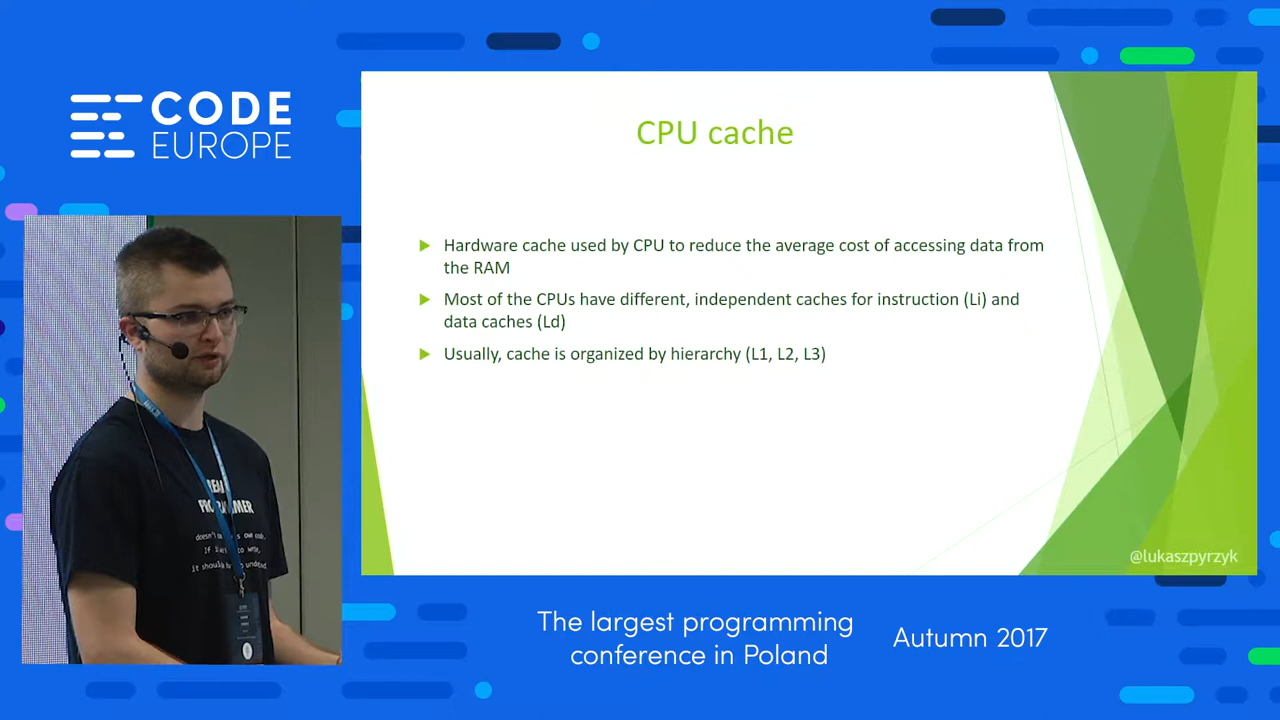 CODE
EUROPE
CPU cache
Hardware cache used by CPU to reduce the average cost of accessing data from
the RAM
Most of the CPUs have different, independent caches for instruction (Li) and
data caches (Ld)
Usually, cache is organized by hierarchy (L1, L2, L3)
@lukaszpyrzyk
doesn't
code.
The largest programming
conference in Poland
Autumn 2017